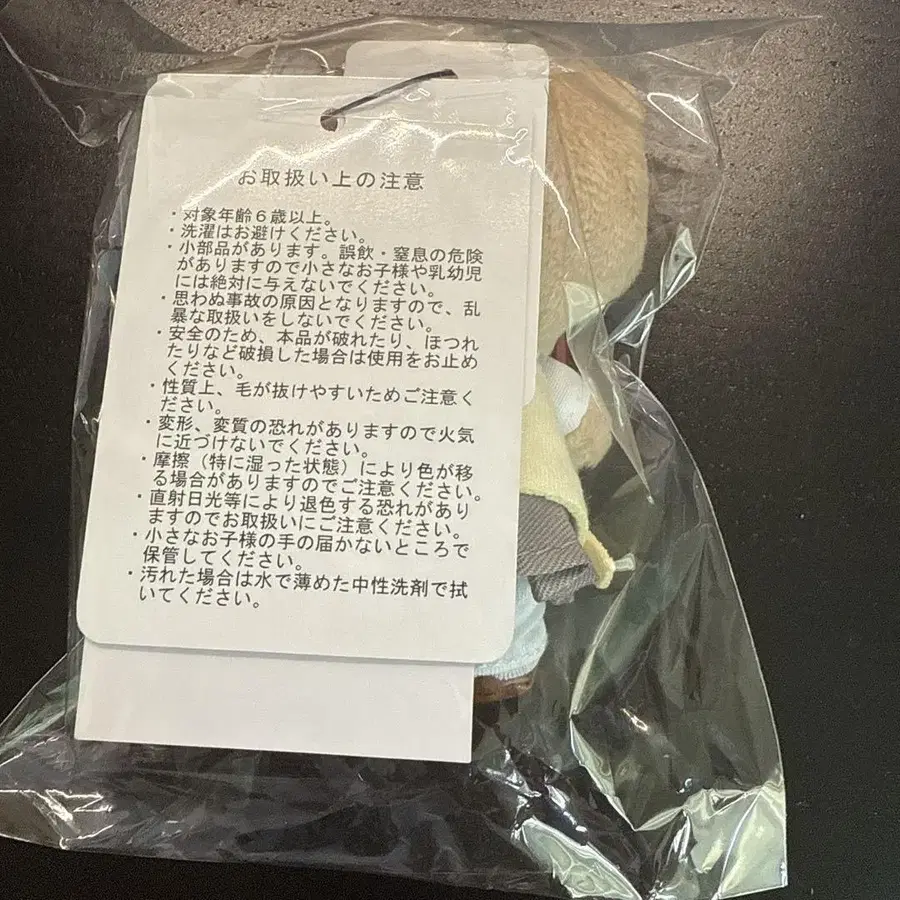 お取扱い上の注意
・対象年齢６歳以上。
・洗濯はお避けください。
・小部品があります。誤飲・窒息の危険
がありますので小さなお子様や乳幼児
には絶対に与えないでください。
・思わぬ事故の原因となりますので、乱
暴な取扱いをしないでください。
・安全のため、本品が破れたり、ほつれ
たりなど破損した場合は使用をお止め
ください。
・性質上、毛が抜けやすいためご注意く
ださい。
・変形、変質の恐れがありますので火気
に近づけないでください。
・摩擦（特に湿った状態）により色が移
る場合がありますのでご注意ください。
・直射日光等により退色する恐れがあり
ますのでお取扱いにご注意ください。
・小さなお子様の手の届かないところで
保管してください。
・汚れた場合は水で薄めた中性洗剤で拭
いてください。